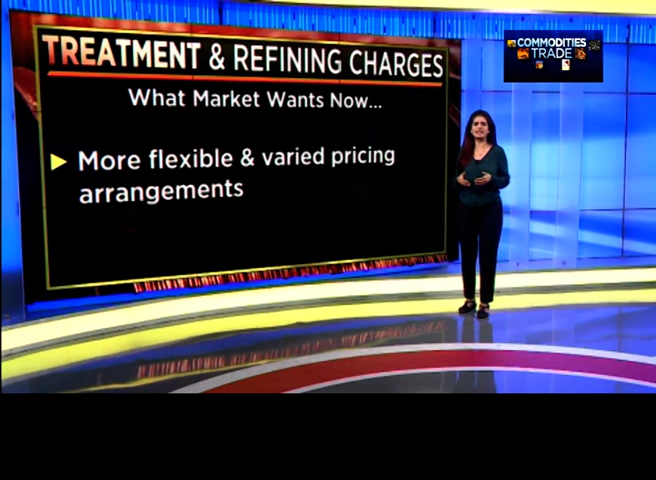 TREATMENT & REFINING CHARGES
What Market Wants Now...
More flexible & varied pricing
arrangements
COMMODITIES
TRADE